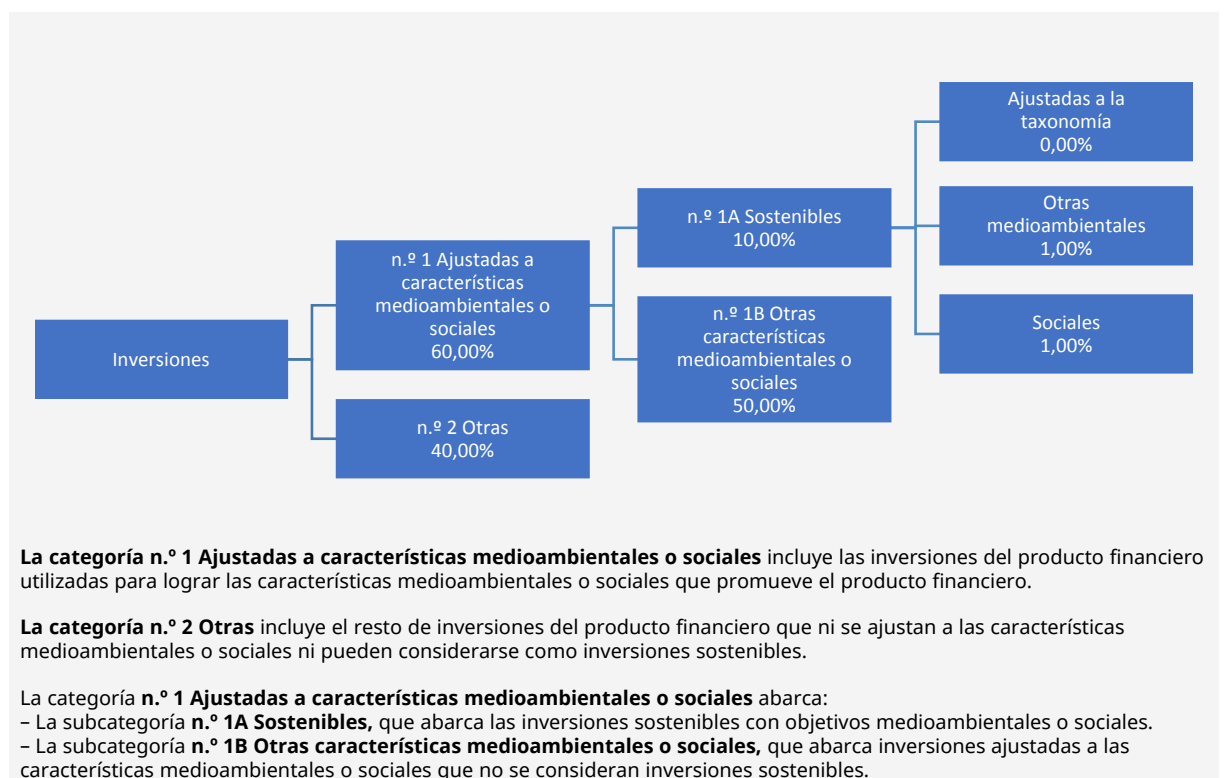 Inversiones
n.º 1 Ajustadas a
características
medioambientales o
sociales
60,00%
n.º 2 Otras
40,00%
n.º 1A Sostenibles
10,00%
n.º 1B Otras
características
medioambientales o
sociales
50,00%
Ajustadas a la
taxonomía
0,00%
Otras
medioambientales
1,00%
Sociales
1,00%
La categoría n.º 1 Ajustadas a características medioambientales o sociales incluye las inversiones del producto financiero
utilizadas para lograr las características medioambientales o sociales que promueve el producto financiero.
La categoría n.º 2 Otras incluye el resto de inversiones del producto financiero que ni se ajustan a las características
medioambientales o sociales ni pueden considerarse como inversiones sostenibles.
La categoría n.º 1 Ajustadas a características medioambientales o sociales abarca:
– La subcategoría n.º 1A Sostenibles, que abarca las inversiones sostenibles con objetivos medioambientales o sociales.
– La subcategoría n.º 1B Otras características medioambientales o sociales, que abarca inversiones ajustadas a las
características medioambientales o sociales que no se consideran inversiones sostenibles.